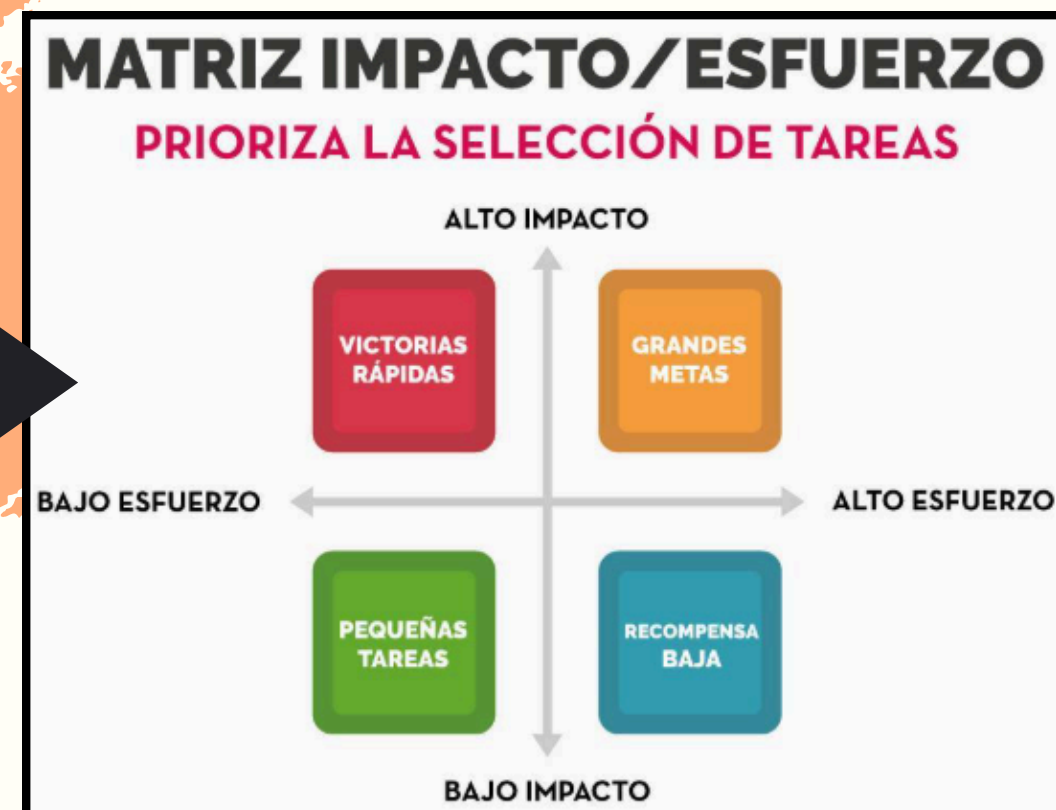 MATRIZ IMPACTO/ESFUERZO
PRIORIZA LA SELECCIÓN DE TAREAS
ALTO IMPACTO
VICTORIAS
RÁPIDAS
GRANDES
METAS
BAJO ESFUERZO
ALTO ESFUERZO
PEQUEÑAS
TAREAS
RECOMPENSA
BAJA
BAJO IMPACTO